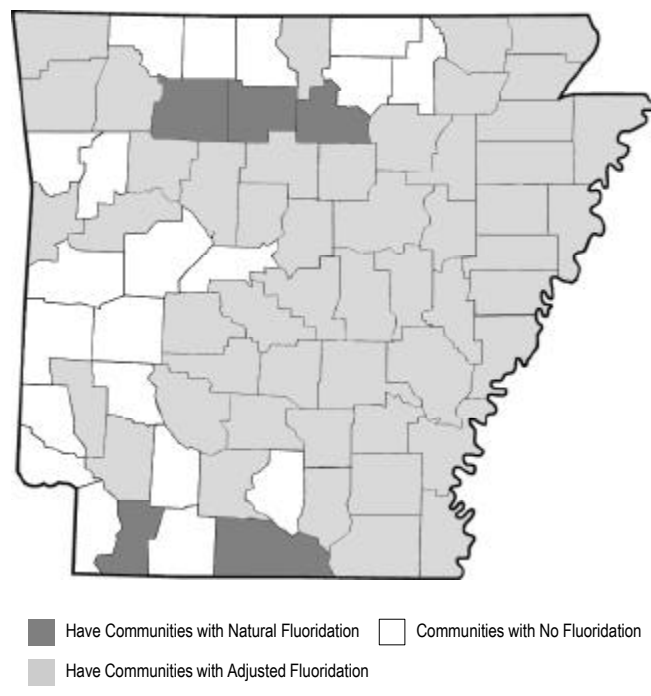 Have Communities with Natural Fluoridation
Communities with No Fluoridation
Have Communities with Adjusted Fluoridation